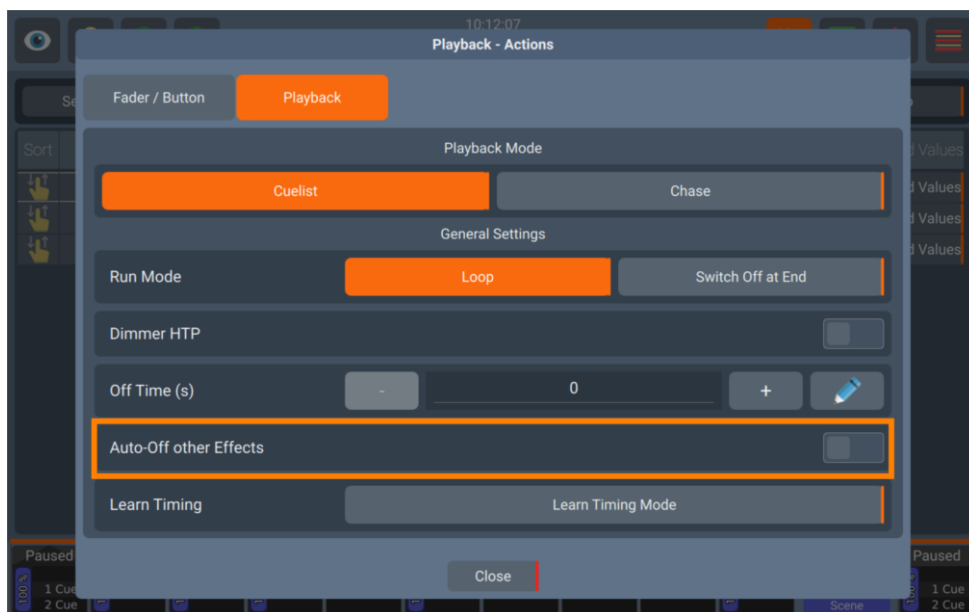 10:12:07
Playback - Actions
Fader / Button
Playback
Playback Mode
Sort
Values
Cuelist
Chase
Values
General Settings
Values
Run Mode
Loop
Switch Off at End
Values
Dimmer HTP
Off Time (s)
-
0
+
Auto-Off other Effects
Learn Timing
Learn Timing Mode
Paused
Paused
Close
100 %
1 Cue
1 Cue
2 Cue
Scene
2 Cue